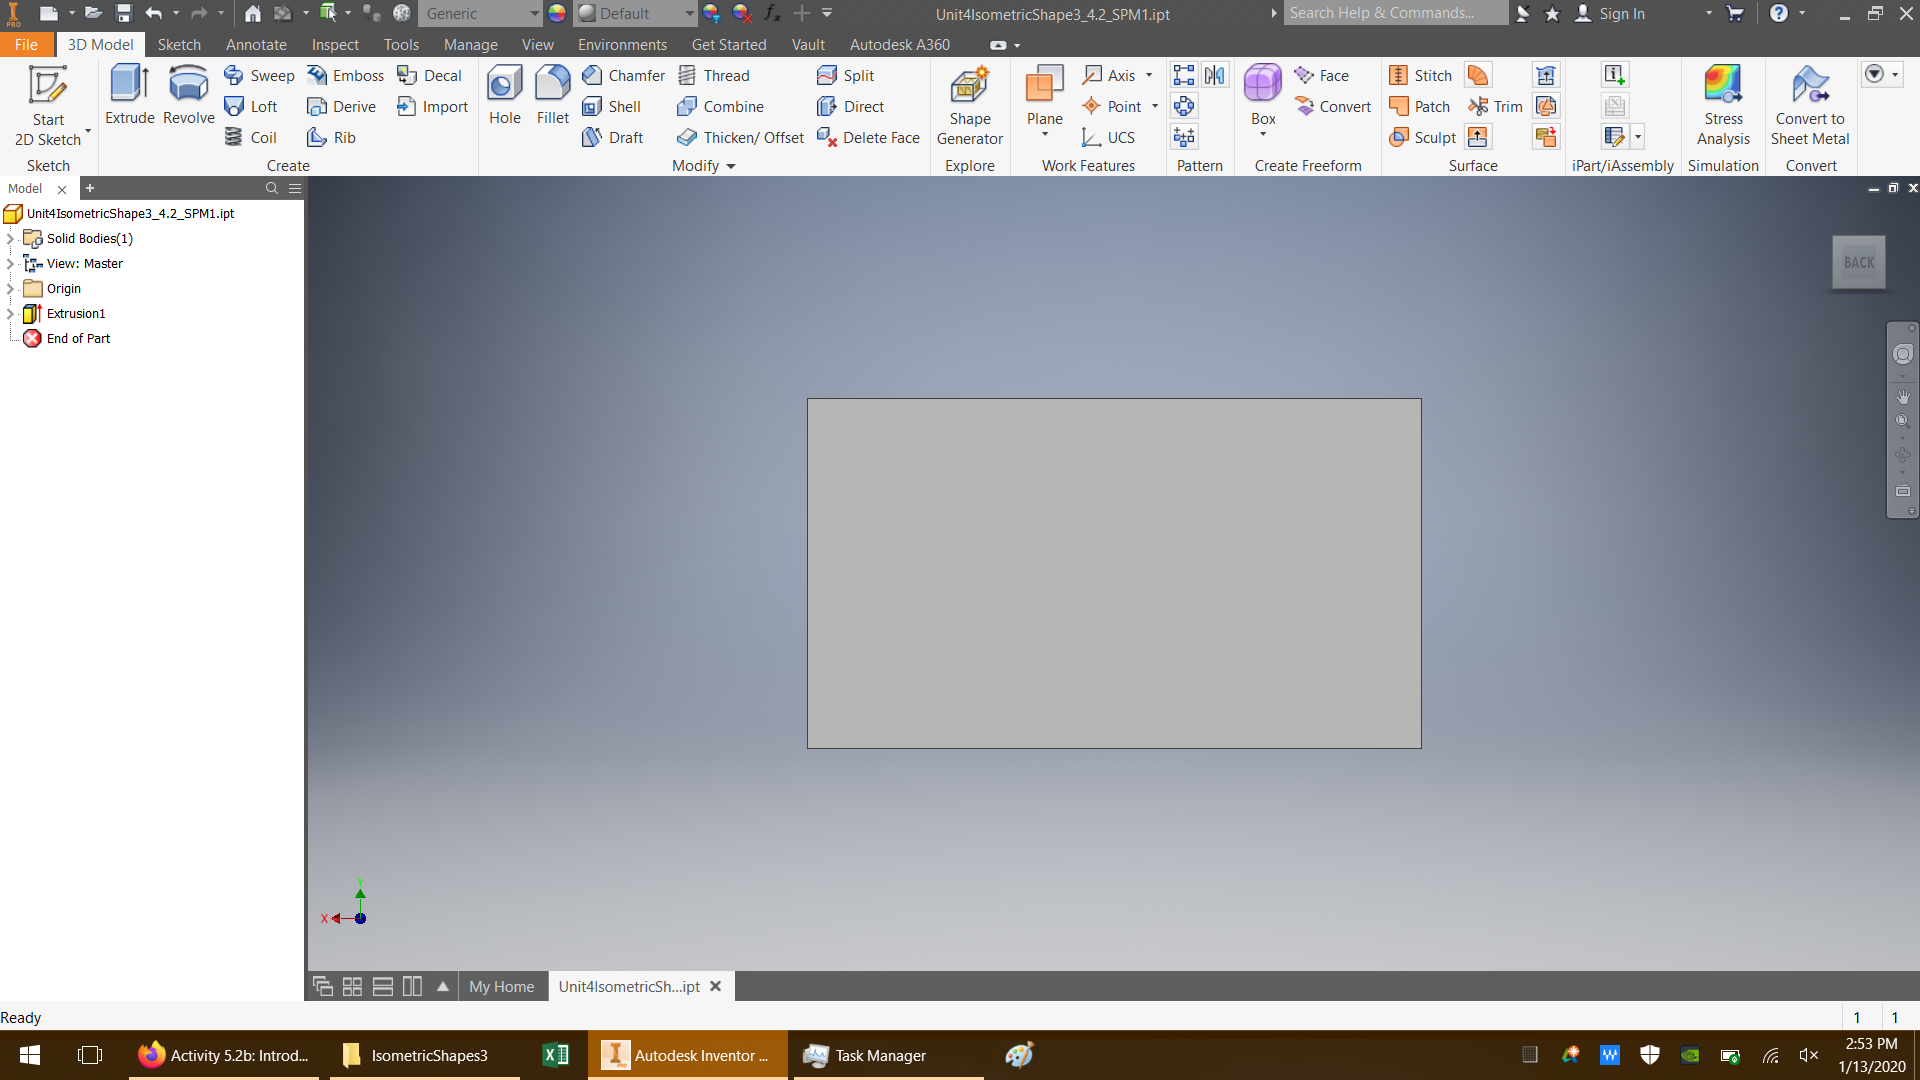 PRO
Generic
Default
fx
Unit4IsometricShape3_4.2_SPM1.ipt
Search Help & Commands...
Sign In
File
3D Model
Sketch
Annotate
Inspect
Tools
Manage
View
Environments
Get Started
Vault
Autodesk A360
Start
2D Sketch
Sketch
Extrude
Revolve
Sweep
Loft
Coil
Emboss
Derive
Rib
Decal
Import
Create
Hole
Fillet
Chamfer
Shell
Draft
Thread
Combine
Thicken/ Offset
Split
Direct
Delete Face
Modify
Shape
Generator
Explore
Plane
Axis
Point
UCS
Work Features
Pattern
Box
Face
Convert
Create Freeform
Stitch
Patch
Sculpt
Trim
Surface
iPart/iAssembly
Stress
Analysis
Simulation
Convert to
Sheet Metal
Convert
Model
Unit4IsometricShape3_4.2_SPM1.ipt
Solid Bodies(1)
View: Master
Origin
Extrusion1
End of Part
BACK
Y
X
My Home
Unit4IsometricSh...ipt
Ready
1
1
Activity 5.2b: Introd...
IsometricShapes3
Autodesk Inventor ...
Task Manager
2:53 PM
1/13/2020